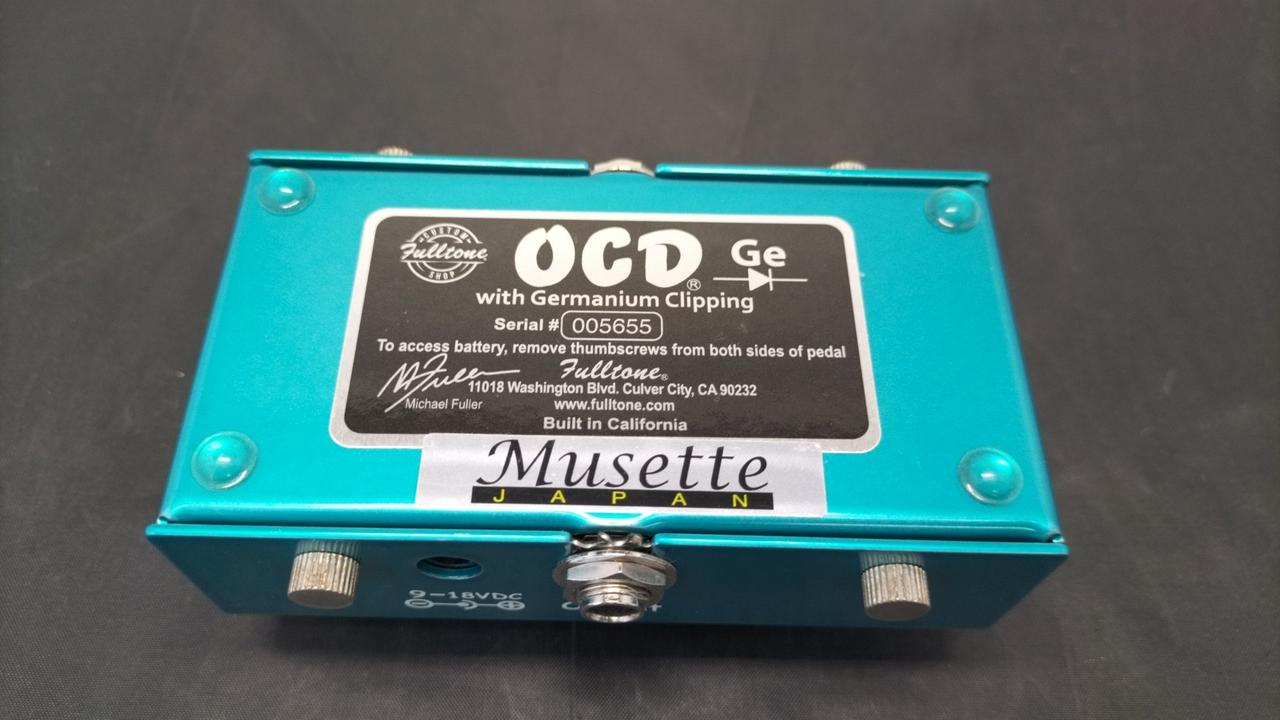 CUSTOM
Fulltone
SHOP
OCD®
Ge
with Germanium Clipping
Serial # 005655
To access battery, remove thumbscrews from both sides of pedal
Fulltone®
11018 Washington Blvd. Culver City, CA 90232
Michael Fuller
www.fulltone.com
Built in California
Musette
JAPAN
9-18VDC